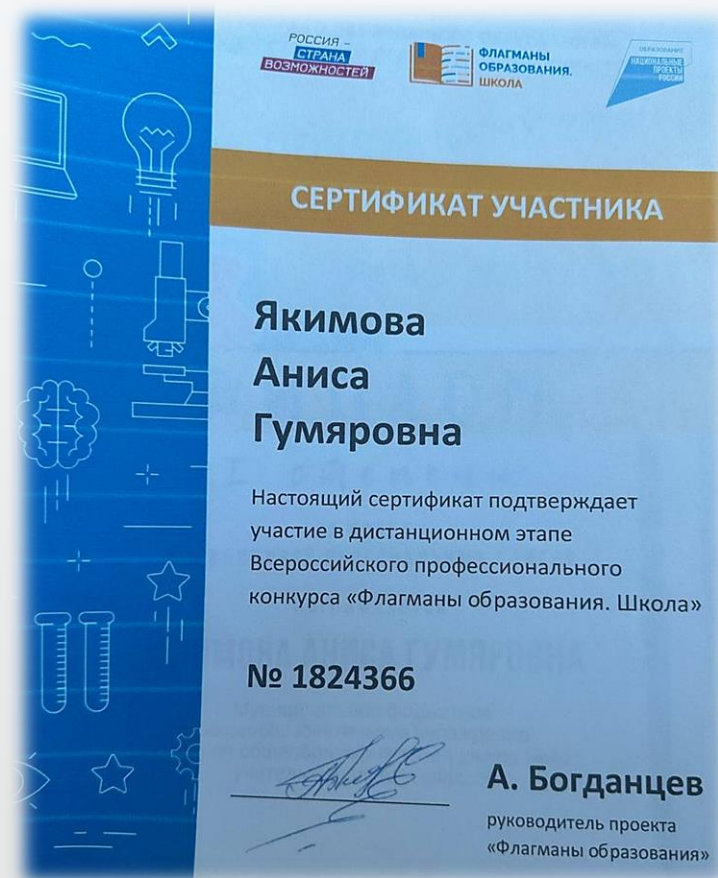 РОССИЯ –
СТРАНА
ВОЗМОЖНОСТЕЙ
ФЛАГМАНЫ
ОБРАЗОВАНИЯ.
ШКОЛА
ОБРАЗОВАНИЕ
НАЦИОНАЛЬНЫЕ
ПРОЕКТЫ
РОССИИ
СЕРТИФИКАТ УЧАСТНИКА
Якимова
Аниса
Гумяровна
Настоящий сертификат подтверждает
участие в дистанционном этапе
Всероссийского профессионального
конкурса «Флагманы образования. Школа»
№ 1824366
А. Богданцев
руководитель проекта
«Флагманы образования»